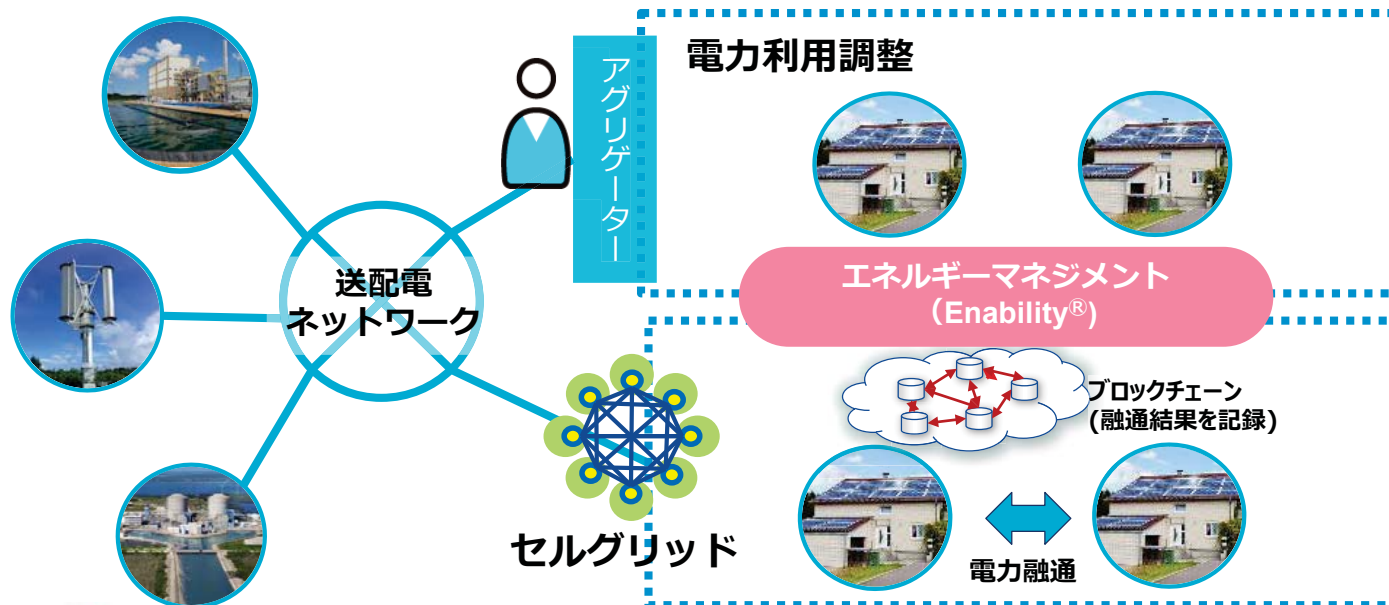 電力利用調整
アグリゲーター
送配電
ネットワーク
エネルギーマネジメント
（Enability®)
ブロックチェーン
(融通結果を記録)
セルグリッド
電力融通